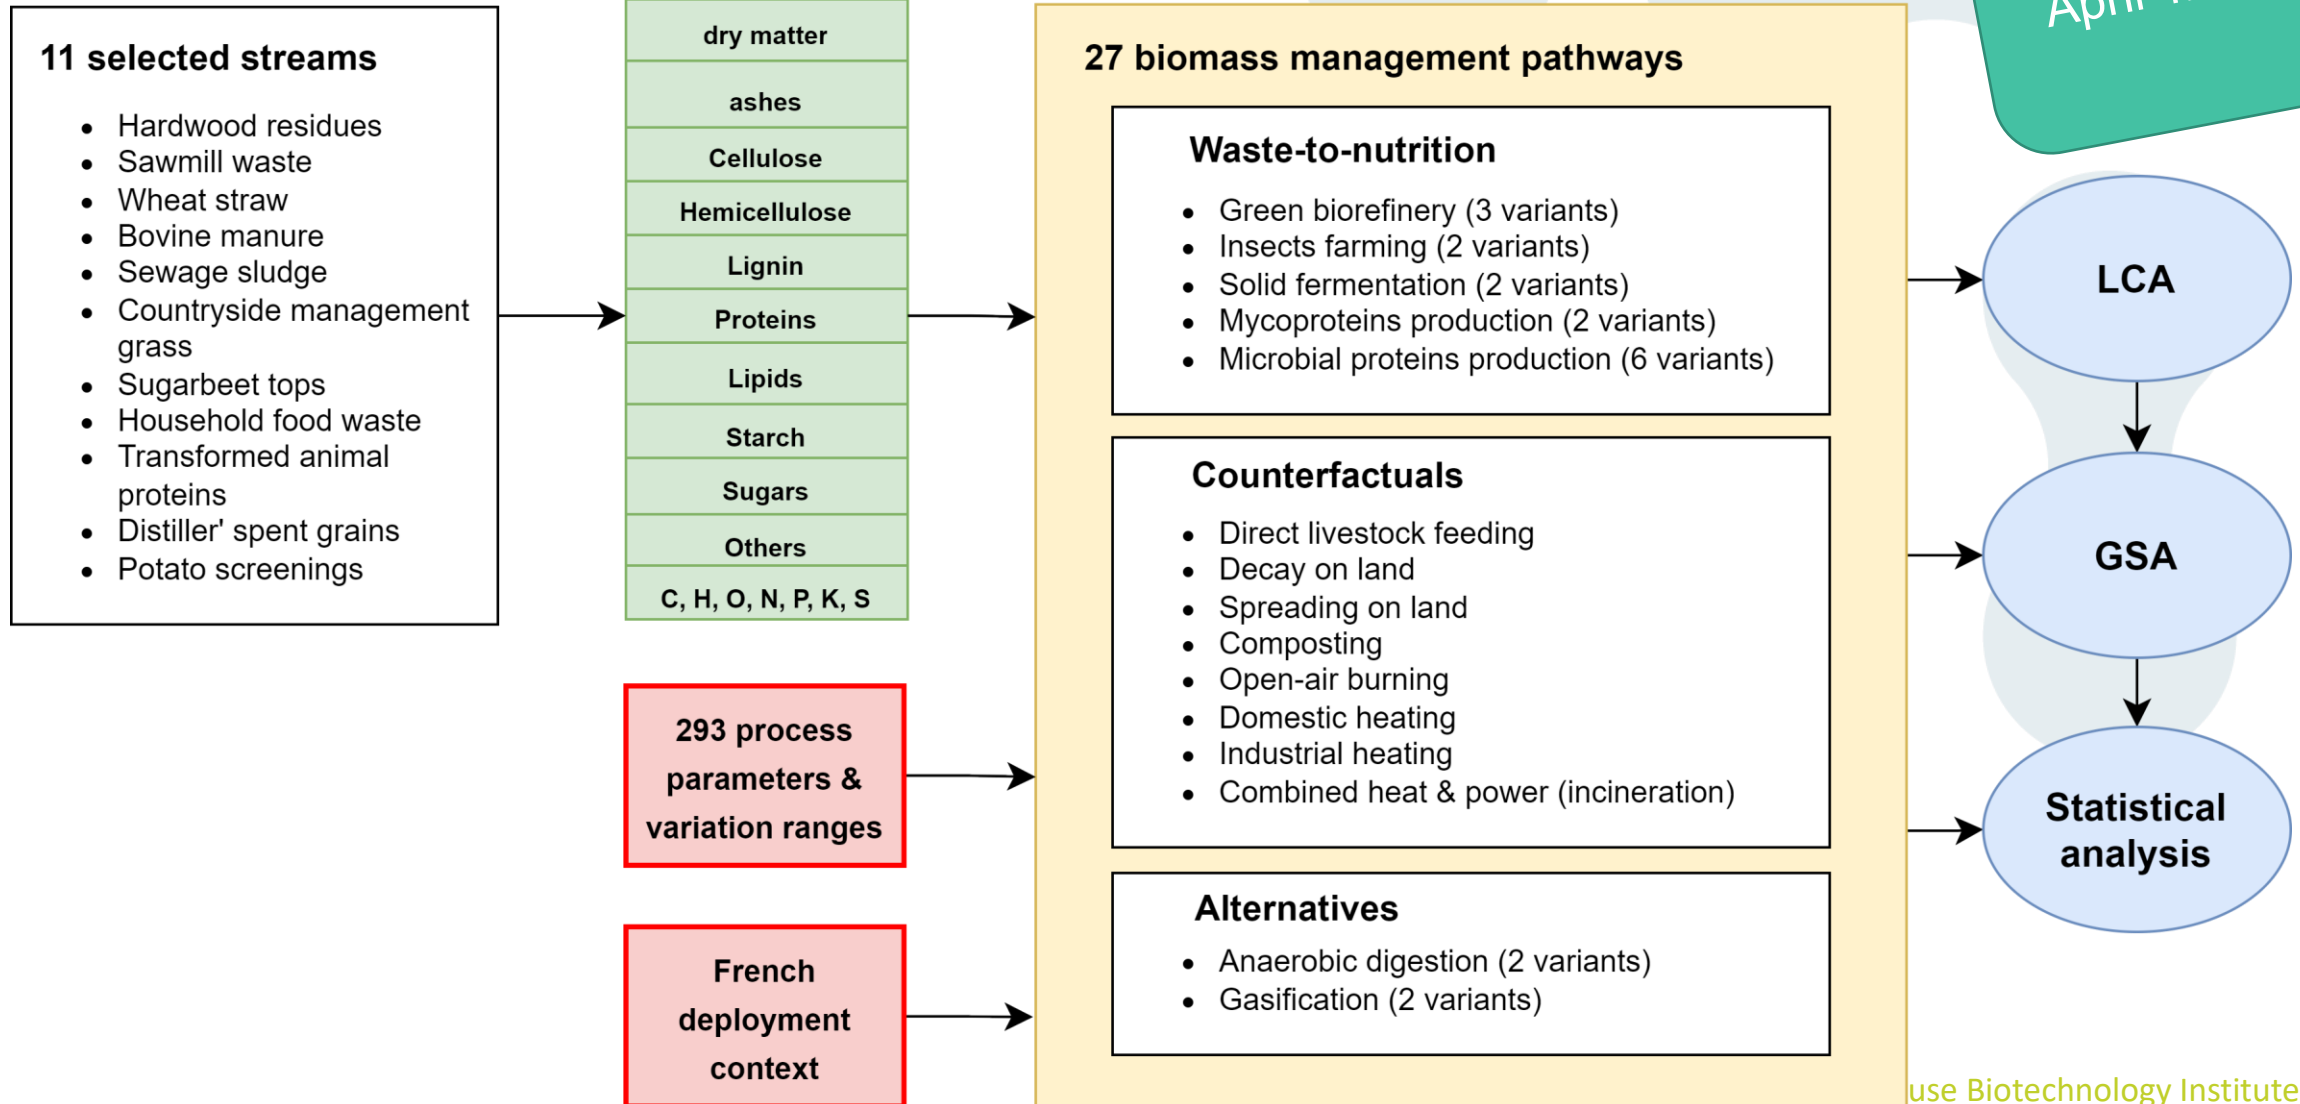 11 selected streams
• Hardwood residues
• Sawmill waste
• Wheat straw
• Bovine manure
• Sewage sludge
• Countryside management
grass
• Sugarbeet tops
• Household food waste
• Transformed animal
proteins
• Distiller' spent grains
• Potato screenings
dry matter
ashes
Cellulose
Hemicellulose
Lignin
Proteins
Lipids
Starch
Sugars
Others
C, H, O, N, P, K, S
293 process
parameters &
variation ranges
French
deployment
context
27 biomass management pathways
Waste-to-nutrition
• Green biorefinery (3 variants)
• Insects farming (2 variants)
• Solid fermentation (2 variants)
• Mycoproteins production (2 variants)
• Microbial proteins production (6 variants)
Counterfactuals
• Direct livestock feeding
• Decay on land
• Spreading on land
• Composting
• Open-air burning
• Domestic heating
• Industrial heating
• Combined heat & power (incineration)
Alternatives
• Anaerobic digestion (2 variants)
• Gasification (2 variants)
LCA
GSA
Statistical
analysis
use Biotechnology Institute